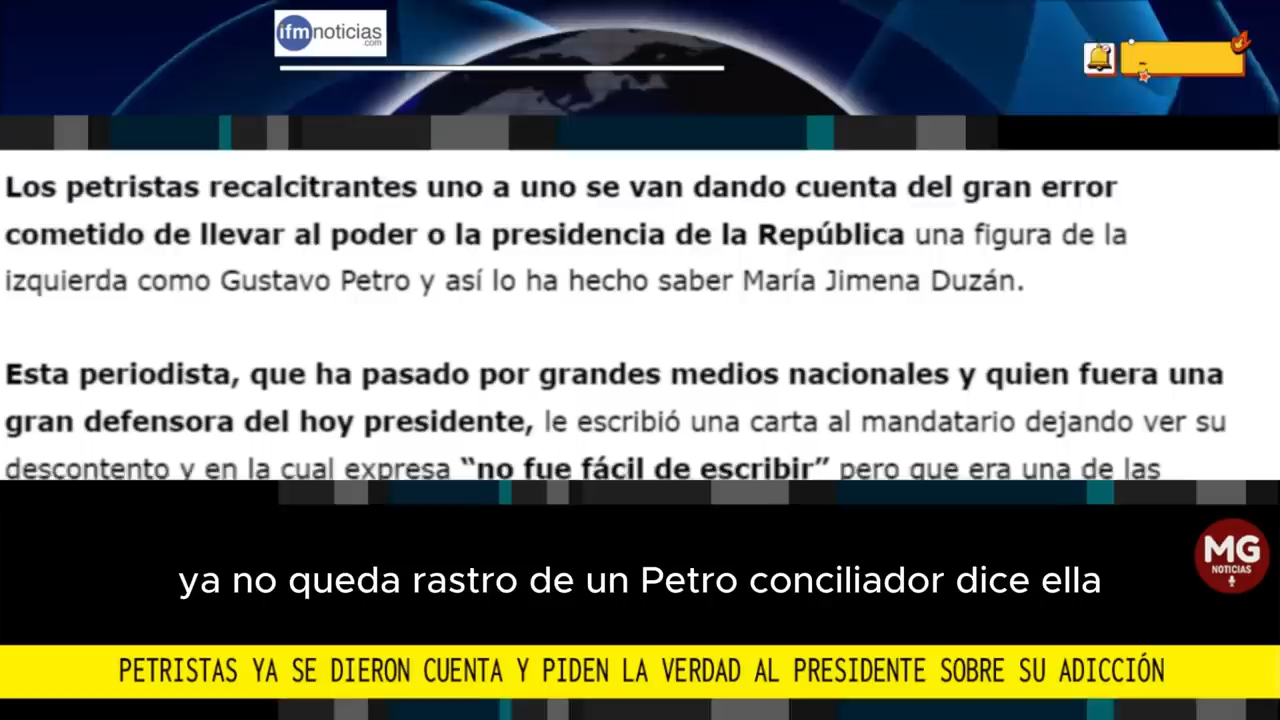 ifmnoticias
.com
Los petristas recalcitrantes uno a uno se van dando cuenta del gran error
cometido de llevar al poder o la presidencia de la República una figura de la
izquierda como Gustavo Petro y así lo ha hecho saber María Jimena Duzán.
Esta periodista, que ha pasado por grandes medios nacionales y quien fuera una
gran defensora del hoy presidente, le escribió una carta al mandatario dejando ver su
descontento y en la cual expresa “no fue fácil de escribir” pero que era una de las
ya no queda rastro de un Petro conciliador dice ella
MG
NOTICIAS
PETRISTAS YA SE DIERON CUENTA Y PIDEN LA VERDAD AL PRESIDENTE SOBRE SU ADICCIÓN